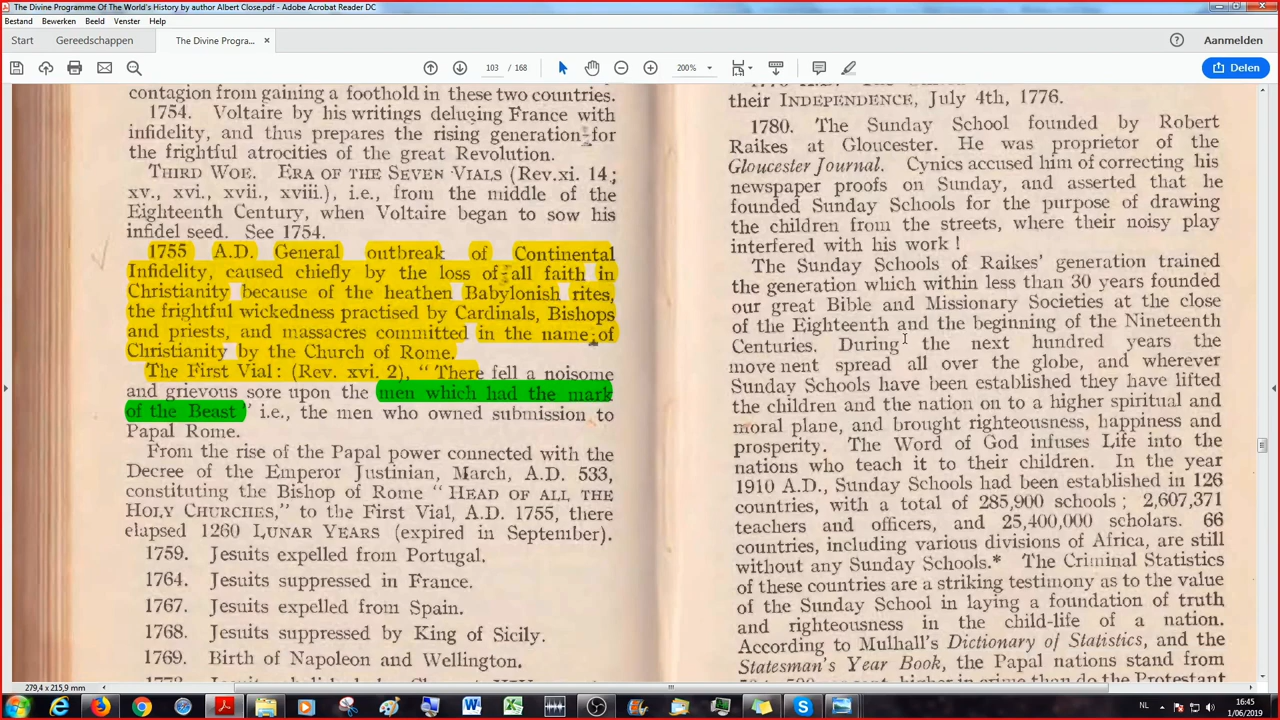 The Divine Programme Of The World's History by author Albert Close.pdf - Adobe Acrobat Reader DC
Bestand Bewerken Beeld Venster Help
Start Gereedschappen The Divine Progra... × Aanmelden
103 / 168 200% Delen
contagion from gaining a foothold in these two countries.
1754. Voltaire by his writings deluging France with
infidelity, and thus prepares the rising generation for
the frightful atrocities of the great Revolution.
THIRD WOE. ERA OF THE SEVEN VIALS (Rev.xi. 14;
xv., xvi., xvii., xviii.), i.e., from the middle of the
Eighteenth Century, when Voltaire began to sow his
infidel seed. See 1754.
1755 A.D. General outbreak of Continental
Infidelity, caused chiefly by the loss of all faith in
Christianity because of the heathen Babylonish rites,
the frightful wickedness practised by Cardinals, Bishops
and priests, and massacres committed in the name of
Christianity by the Church of Rome.
The First Vial: (Rev. xvi. 2), "There fell a noisome
and grievous sore upon the men which had the mark
of the Beast" i.e., the men who owned submission to
Papal Rome.
From the rise of the Papal power connected with the
Decree of the Emperor Justinian, March, A.D. 533,
constituting the Bishop of Rome "HEAD OF ALL THE
HOLY CHURCHES," to the First Vial, A.D. 1755, there
elapsed 1260 LUNAR YEARS (expired in September).
1759. Jesuits expelled from Portugal.
1764. Jesuits suppressed in France.
1767. Jesuits expelled from Spain.
1768. Jesuits suppressed by King of Sicily.
1769. Birth of Napoleon and Wellington.
their INDEPENDENCE, July 4th, 1776.
1780. The Sunday School founded by Robert
Raikes at Gloucester. He was proprietor of the
Gloucester Journal. Cynics accused him of correcting his
newspaper proofs on Sunday, and asserted that he
founded Sunday Schools for the purpose of drawing
the children from the streets, where their noisy play
interfered with his work !
The Sunday Schools of Raikes' generation trained
the generation which within less than 30 years founded
our great Bible and Missionary Societies at the close
of the Eighteenth and the beginning of the Nineteenth
Centuries. During the next hundred years the
move nent spread all over the globe, and wherever
Sunday Schools have been established they have lifted
the children and the nation on to a higher spiritual and
moral plane, and brought righteousness, happiness and
prosperity. The Word of God infuses Life into the
nations who teach it to their children. In the year
1910 A.D., Sunday Schools had been established in 126
countries, with a total of 285,900 schools ; 2,607,371
teachers and officers, and 25,400,000 scholars. 66
countries, including various divisions of Africa, are still
without any Sunday Schools.* The Criminal Statistics
of these countries are a striking testimony as to the value
of the Sunday School in laying a foundation of truth
and righteousness in the child-life of a nation.
According to Mulhall's Dictionary of Statistics, and the
Statesman's Year Book, the Papal nations stand from
279,4 x 215,9 mm
NL 16:45
1/06/2019